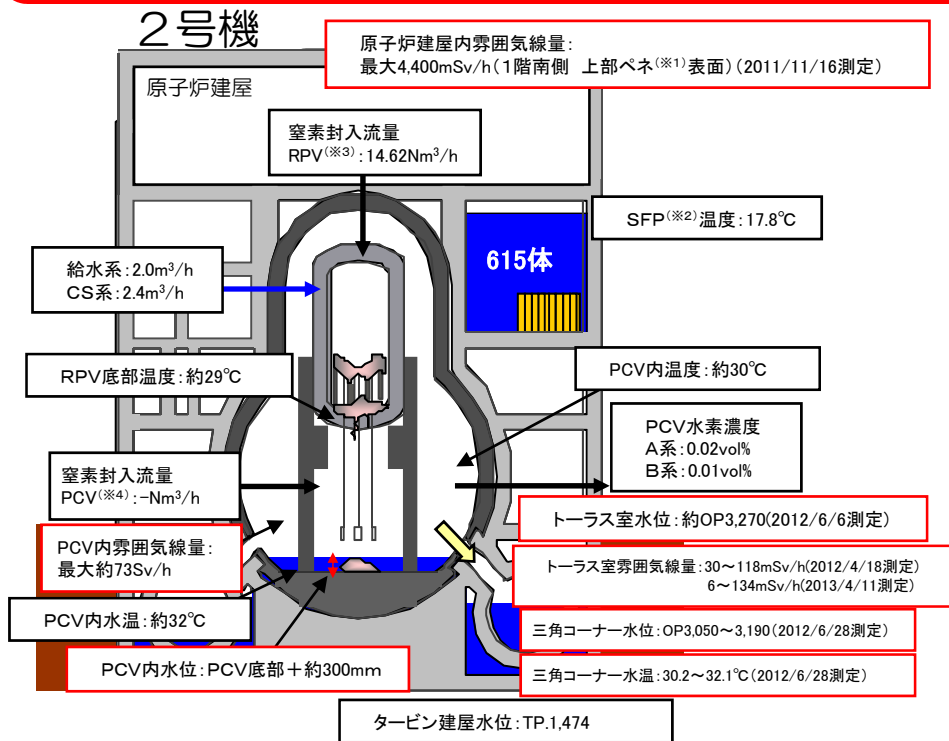 2号機
原子炉建屋内雰囲気線量:
最大4,400mSv/h(1階南側　上部ペネ(※1)表面)(2011/11/16測定)
原子炉建屋
窒素封入流量
RPV(※3):14.62Nm3/h
SFP(※2)温度:17.8℃
615体
給水系:2.0m3/h
CS系:2.4m3/h
RPV底部温度:約29℃
PCV内温度:約30℃
PCV水素濃度
A系:0.02vol%
B系:0.01vol%
窒素封入流量
PCV(※4):-Nm3/h
トーラス室水位:約OP3,270(2012/6/6測定)
PCV内雰囲気線量:
最大約73Sv/h
トーラス室雰囲気線量:30～118mSv/h(2012/4/18測定)
6～134mSv/h(2013/4/11測定)
PCV内水温:約32℃
三角コーナー水位:OP3,050～3,190(2012/6/28測定)
PCV内水位:PCV底部+約300mm
三角コーナー水温:30.2～32.1℃(2012/6/28測定)
タービン建屋水位:TP.1,474